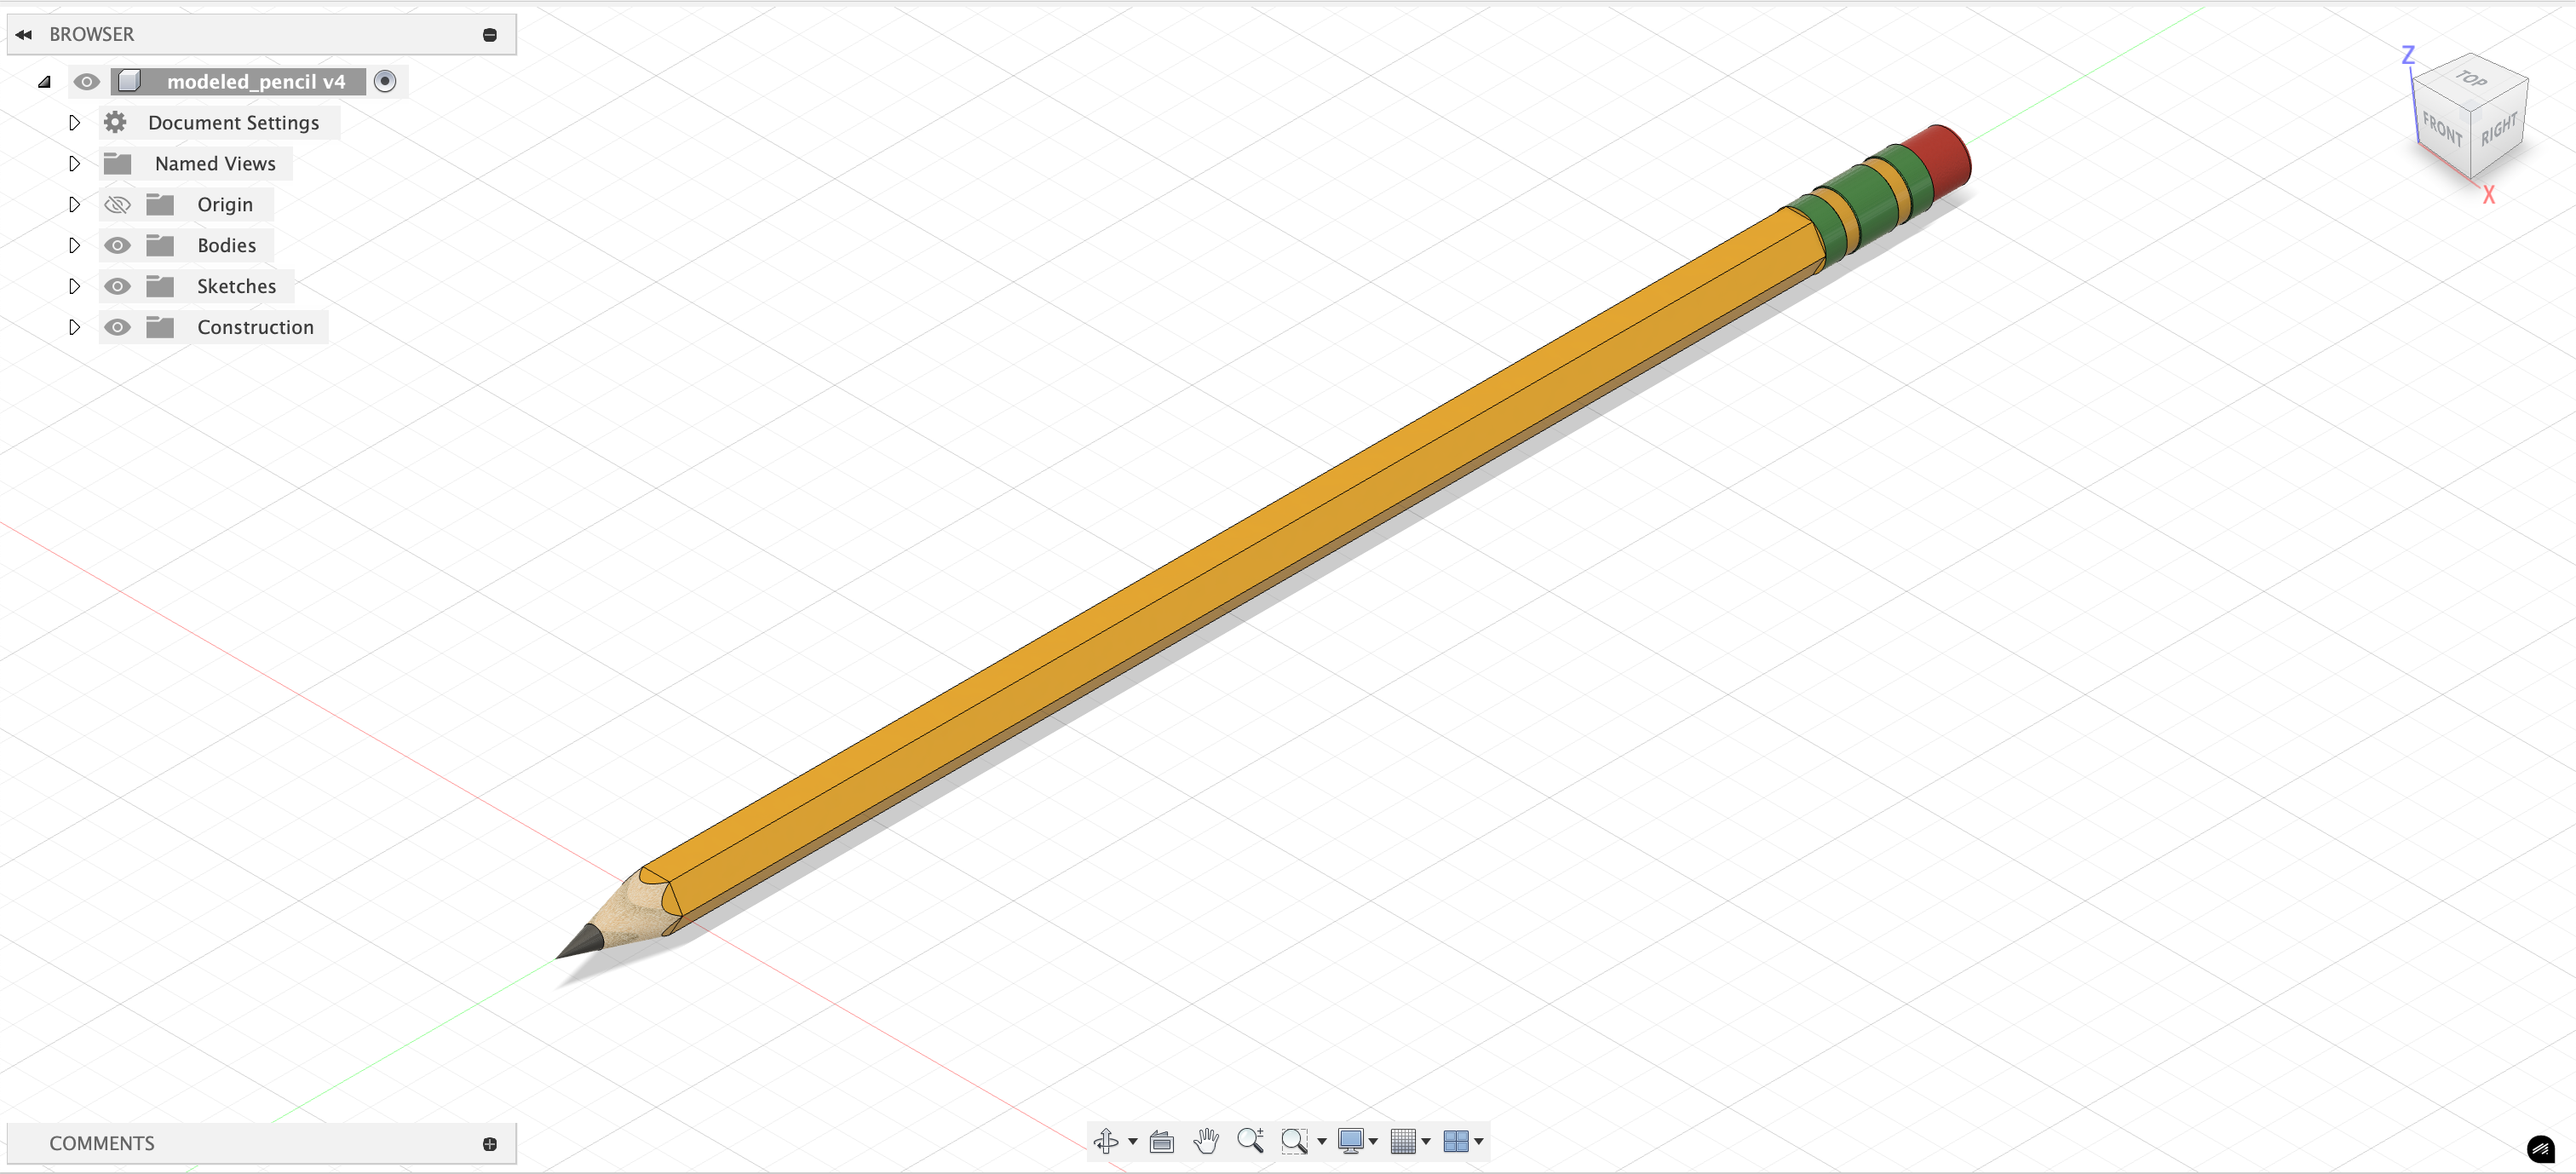 BROWSER
modeled_pencil v4
Document Settings
Named Views
Origin
Bodies
Sketches
Construction
Z
TOP
FRONT
RIGHT
X
COMMENTS